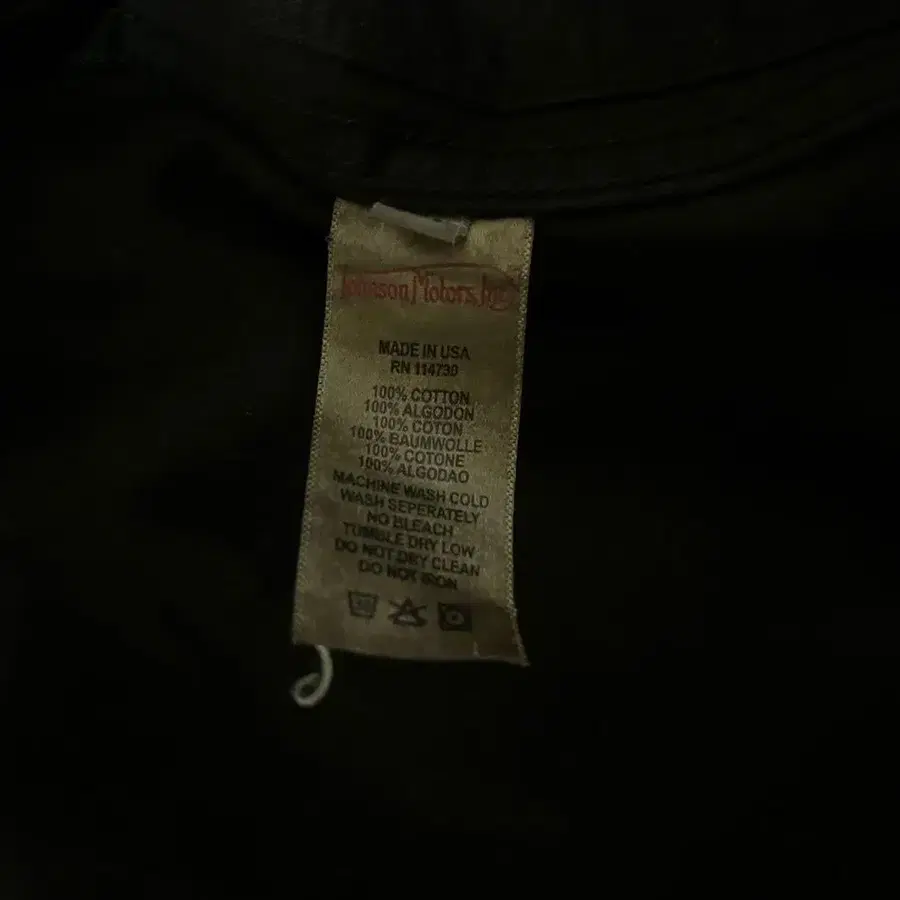 Johnson Motors, Inc
MADE IN USA
RN 114730
100% COTTON
100% ALGODON
100% COTON
100% BAUMWOLLE
100% COTONE
100% ALGODAO
MACHINE WASH COLD
WASH SEPERATELY
NO BLEACH
TUMBLE DRY LOW
DO NOT DRY CLEAN
DO NOT IRON